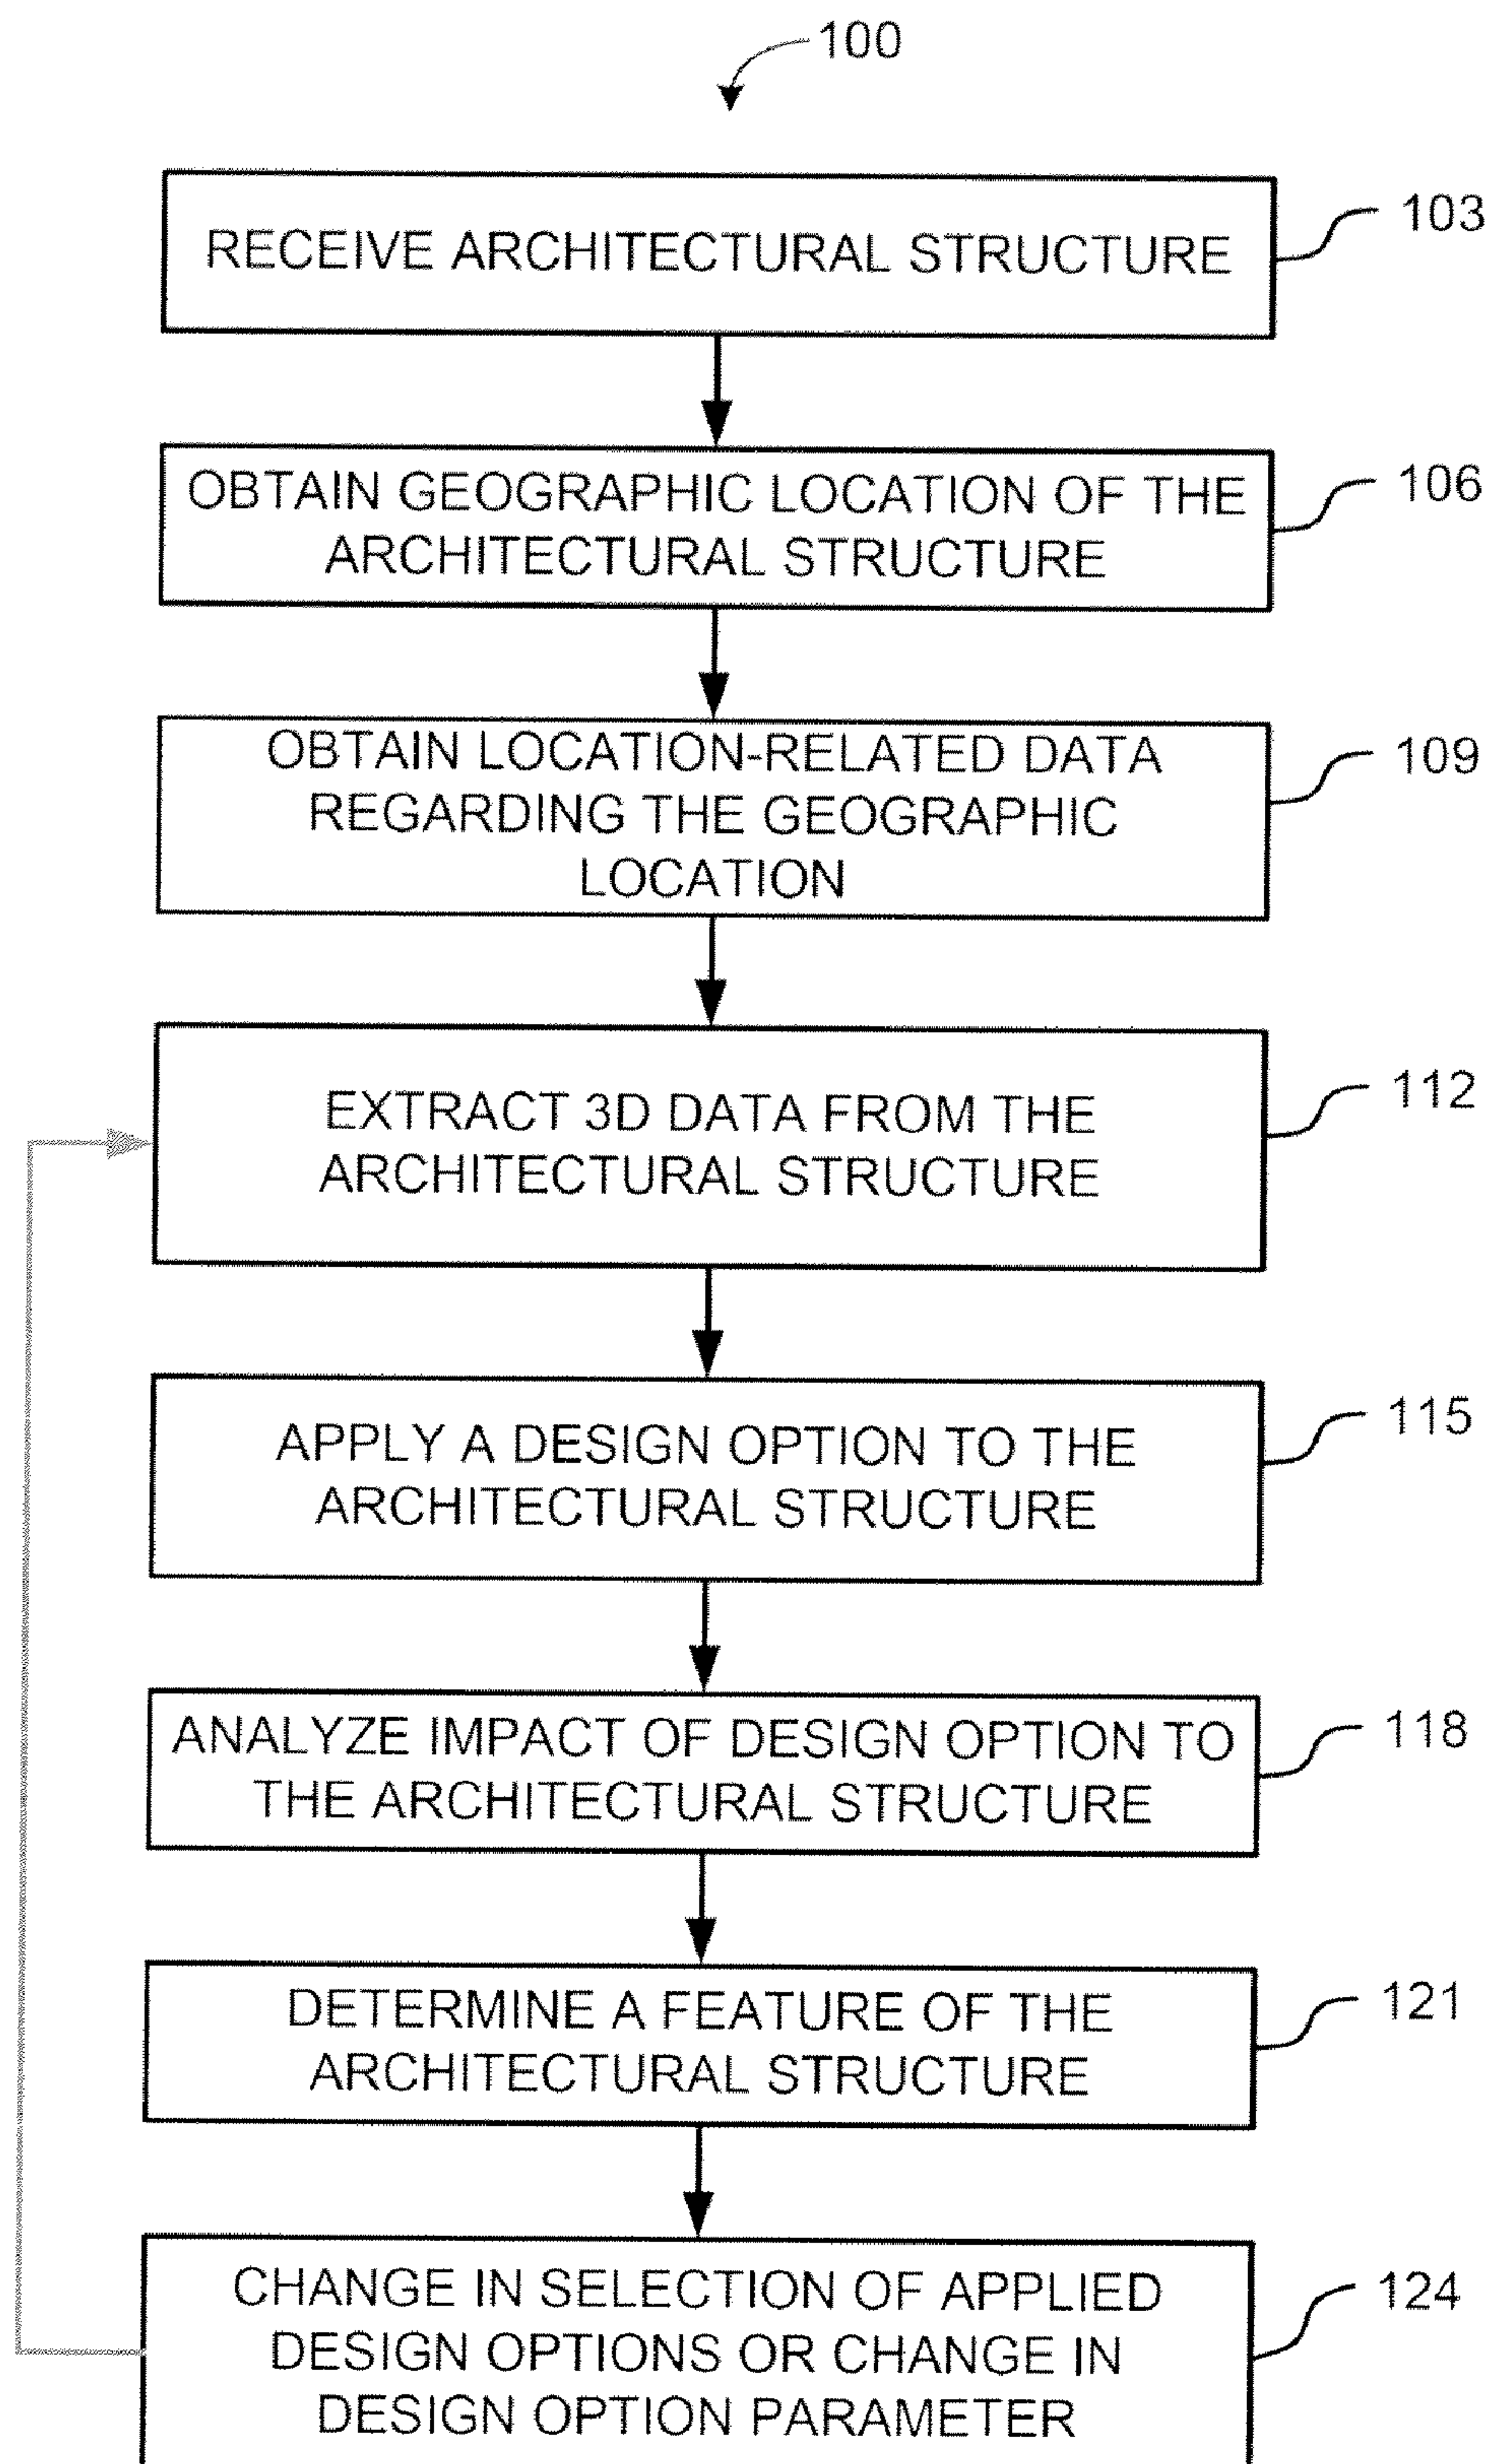 100
RECEIVE ARCHITECTURAL STRUCTURE
103
OBTAIN GEOGRAPHIC LOCATION OF THE
ARCHITECTURAL STRUCTURE
106
OBTAIN LOCATION-RELATED DATA
REGARDING THE GEOGRAPHIC
LOCATION
109
EXTRACT 3D DATA FROM THE
ARCHITECTURAL STRUCTURE
112
APPLY A DESIGN OPTION TO THE
ARCHITECTURAL STRUCTURE
115
ANALYZE IMPACT OF DESIGN OPTION TO
THE ARCHITECTURAL STRUCTURE
118
DETERMINE A FEATURE OF THE
ARCHITECTURAL STRUCTURE
121
CHANGE IN SELECTION OF APPLIED
DESIGN OPTIONS OR CHANGE IN
DESIGN OPTION PARAMETER
124